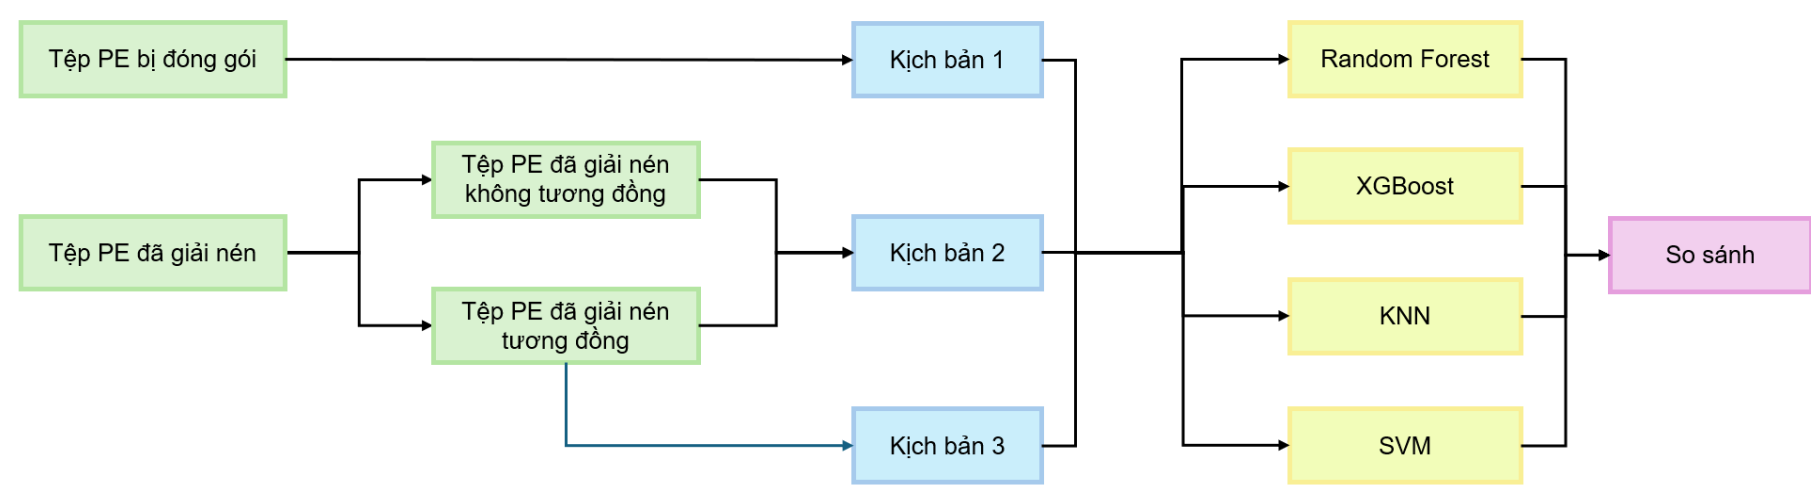 Tệp PE bị đóng gói
Kịch bản 1
Random Forest
Tệp PE đã giải nén
không tương đồng
XGBoost
Tệp PE đã giải nén
Kịch bản 2
So sánh
Tệp PE đã giải nén
tương đồng
KNN
Kịch bản 3
SVM